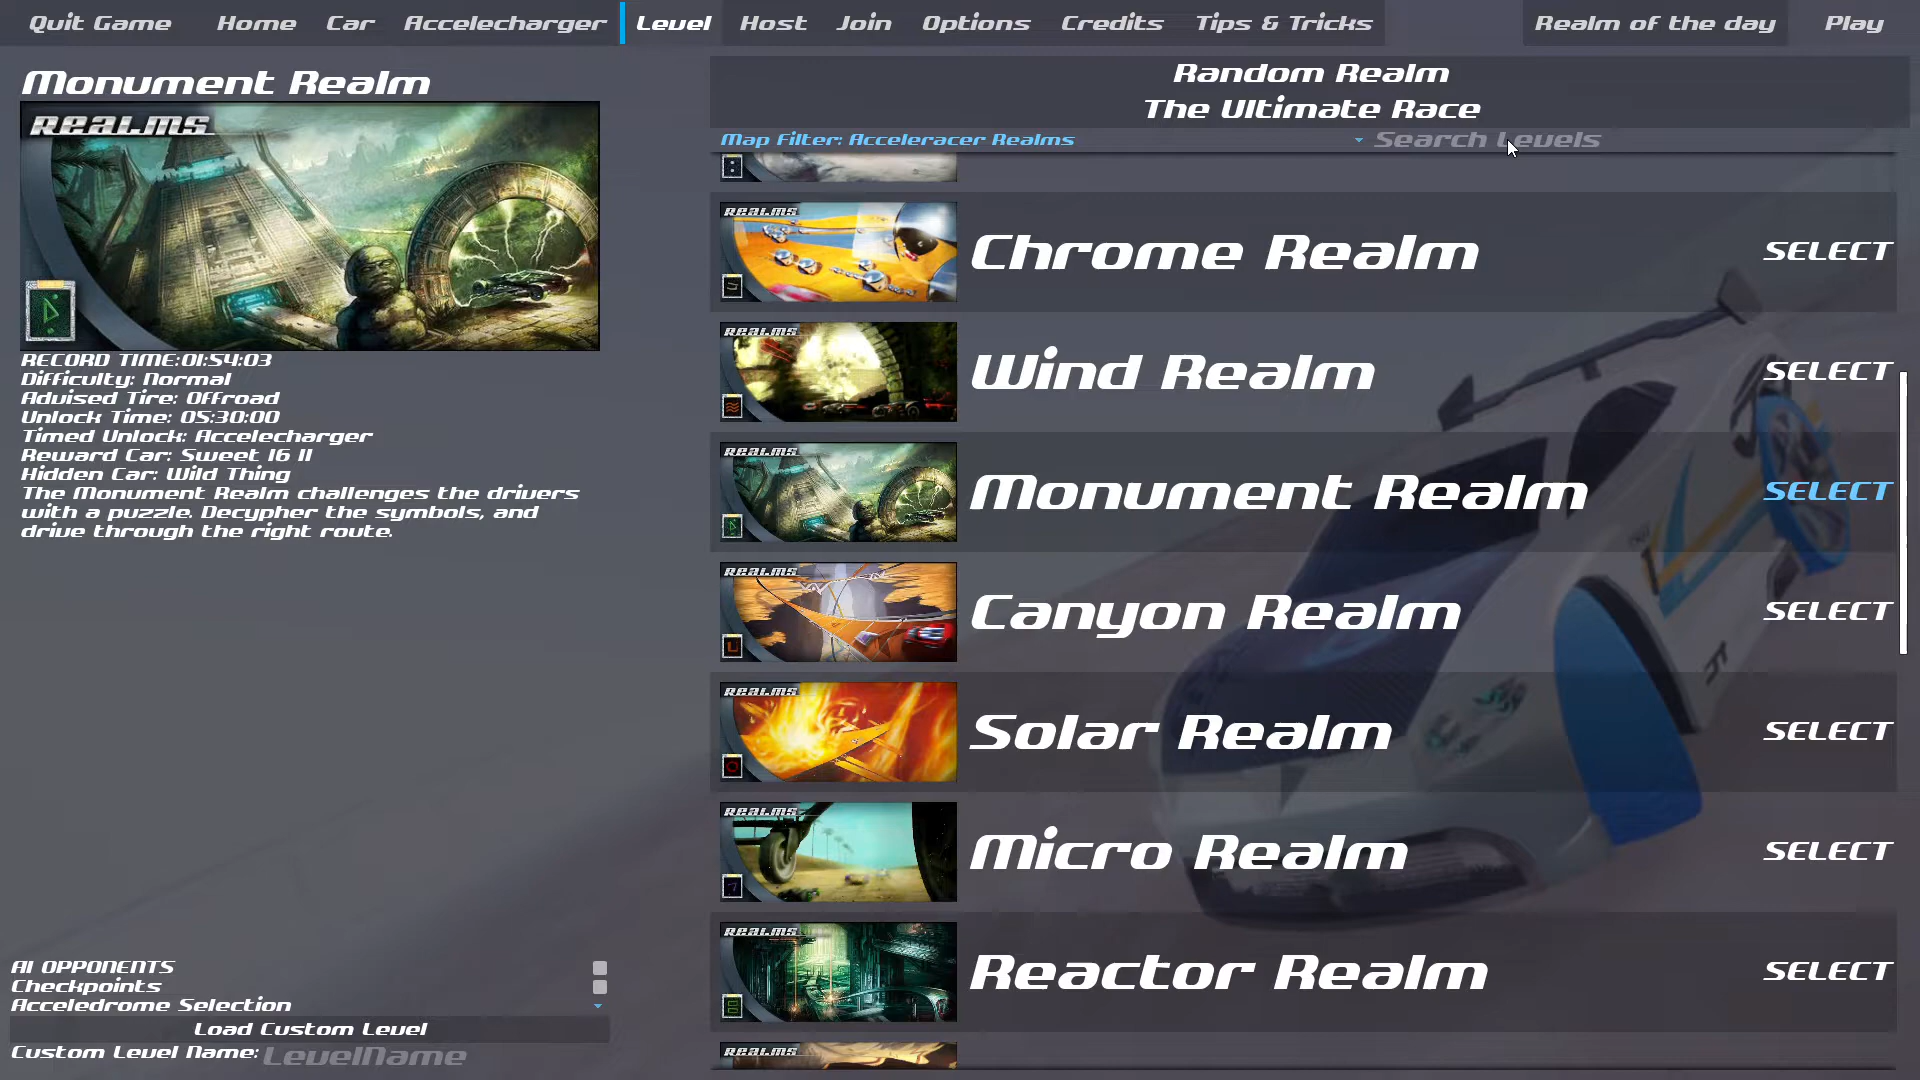 Quit Game Home Car Accelecharger Level Host Join Options Credits Tips & Tricks Realm of the day Play
Monument Realm
REALMS
RECORD TIME:01:54:03
Difficulty: Normal
Advised Tire: Offroad
Unlock Time: 05:30:00
Timed Unlock: Accelecharger
Reward Car: Sweet 16 II
Hidden Car: Wild Thing
The Monument Realm challenges the drivers
with a puzzle. Decypher the symbols, and
drive through the right route.
AI OPPONENTS
Checkpoints
Acceledrome Selection
Load Custom Level
Custom Level Name: LevelName
Random Realm
The Ultimate Race
Map Filter: Acceleracer Realms Search Levels
REALMS
Chrome Realm SELECT
REALMS
Wind Realm SELECT
REALMS
Monument Realm SELECT
REALMS
Canyon Realm SELECT
REALMS
Solar Realm SELECT
REALMS
Micro Realm SELECT
REALMS
Reactor Realm SELECT
REALMS